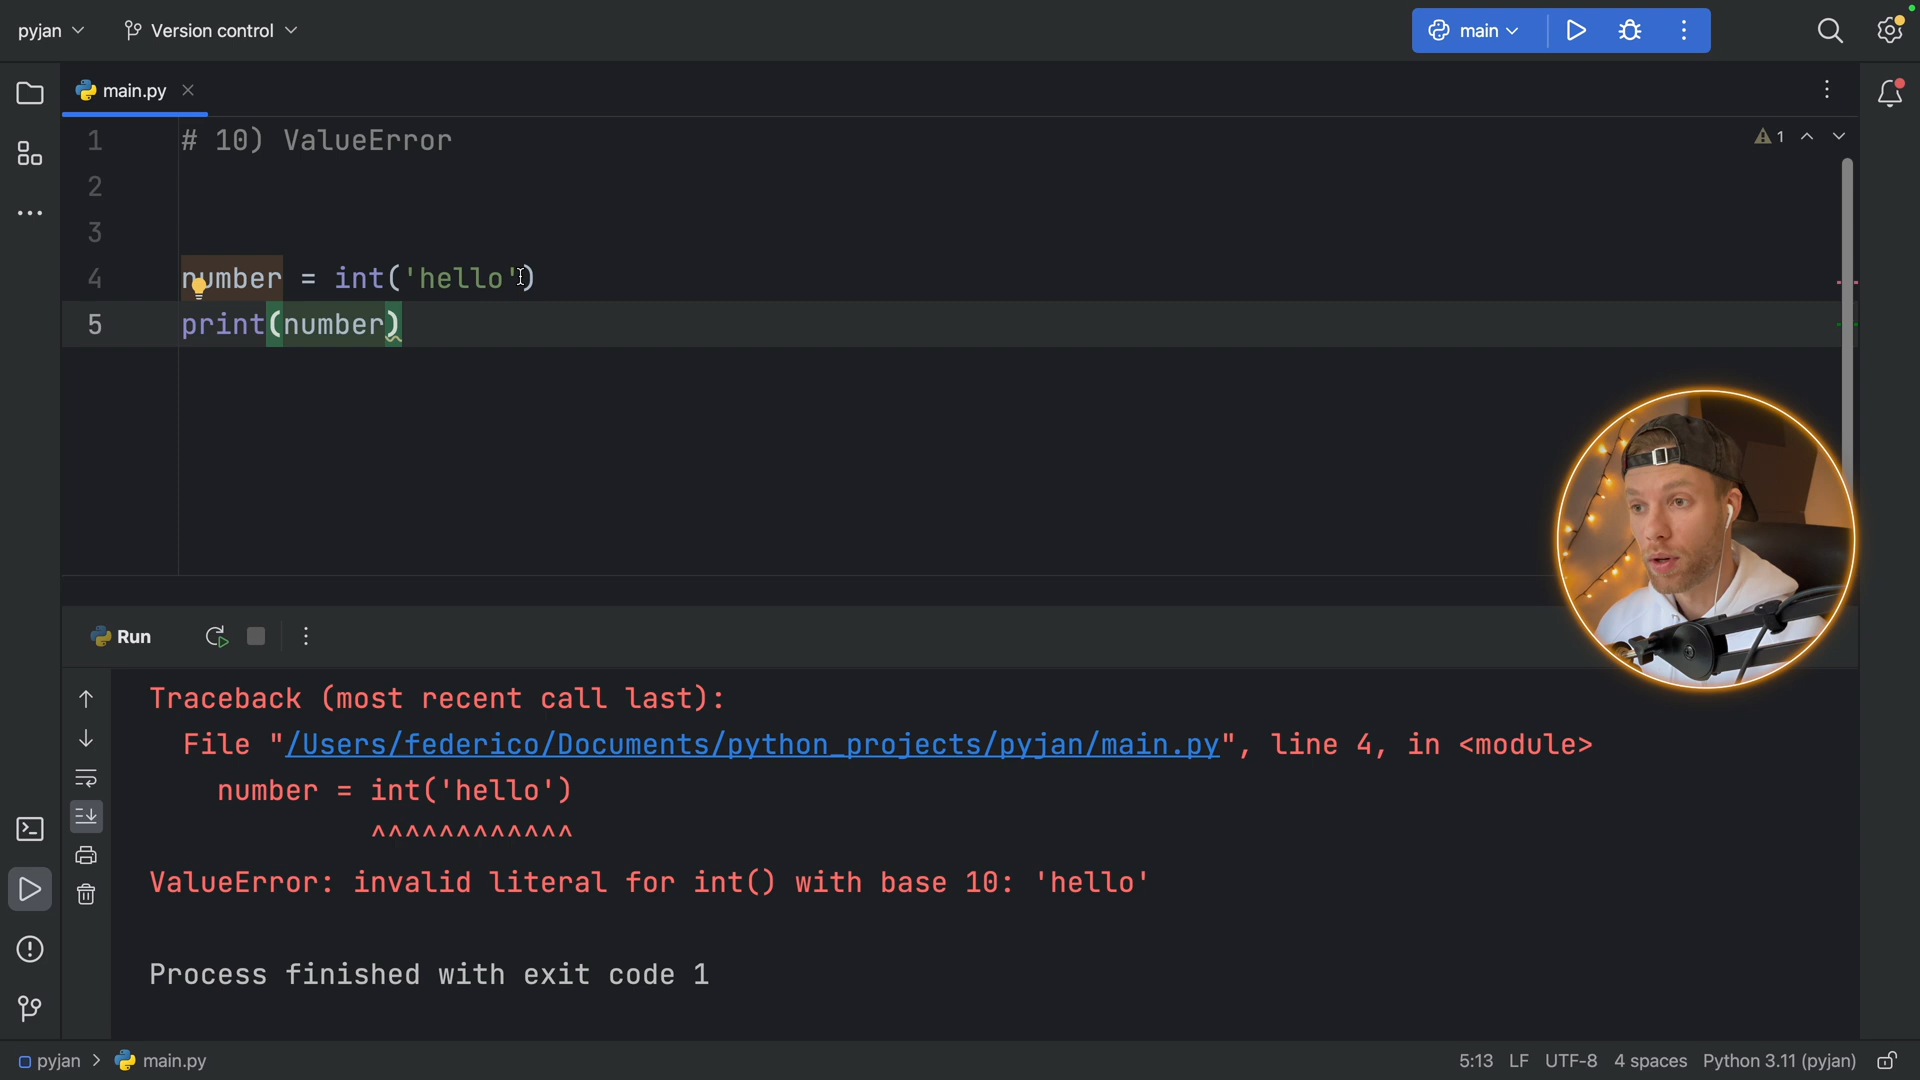 pyjan
Version control
main
main.py
1 # 10) ValueError
1
2
3
4 number = int('hello')
5 print(number)
Run
Traceback (most recent call last):
File "/Users/federico/Documents/python_projects/pyjan/main.py", line 4, in <module>
number = int('hello')
^^^^^^^^^^^^
ValueError: invalid literal for int() with base 10: 'hello'
Process finished with exit code 1
pyjan > main.py
5:13 LF UTF-8 4 spaces Python 3.11 (pyjan)